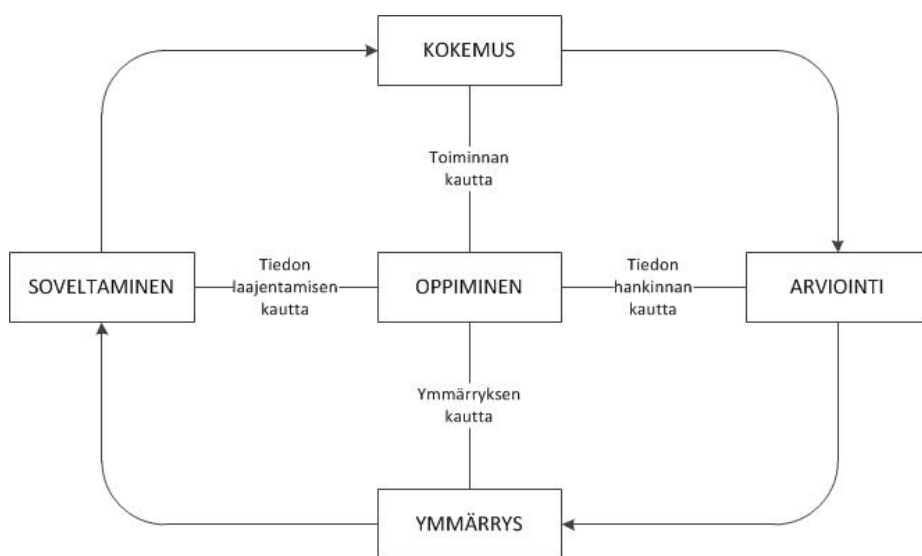 KOKEMUS
Toiminnan
kautta
SOVELTAMINEN
Tiedon
laajentamisen
kautta
OPPIMINEN
Tiedon
hankinnan
kautta
ARVIOINTI
Ymmärryksen
kautta
YMMÄRRYS